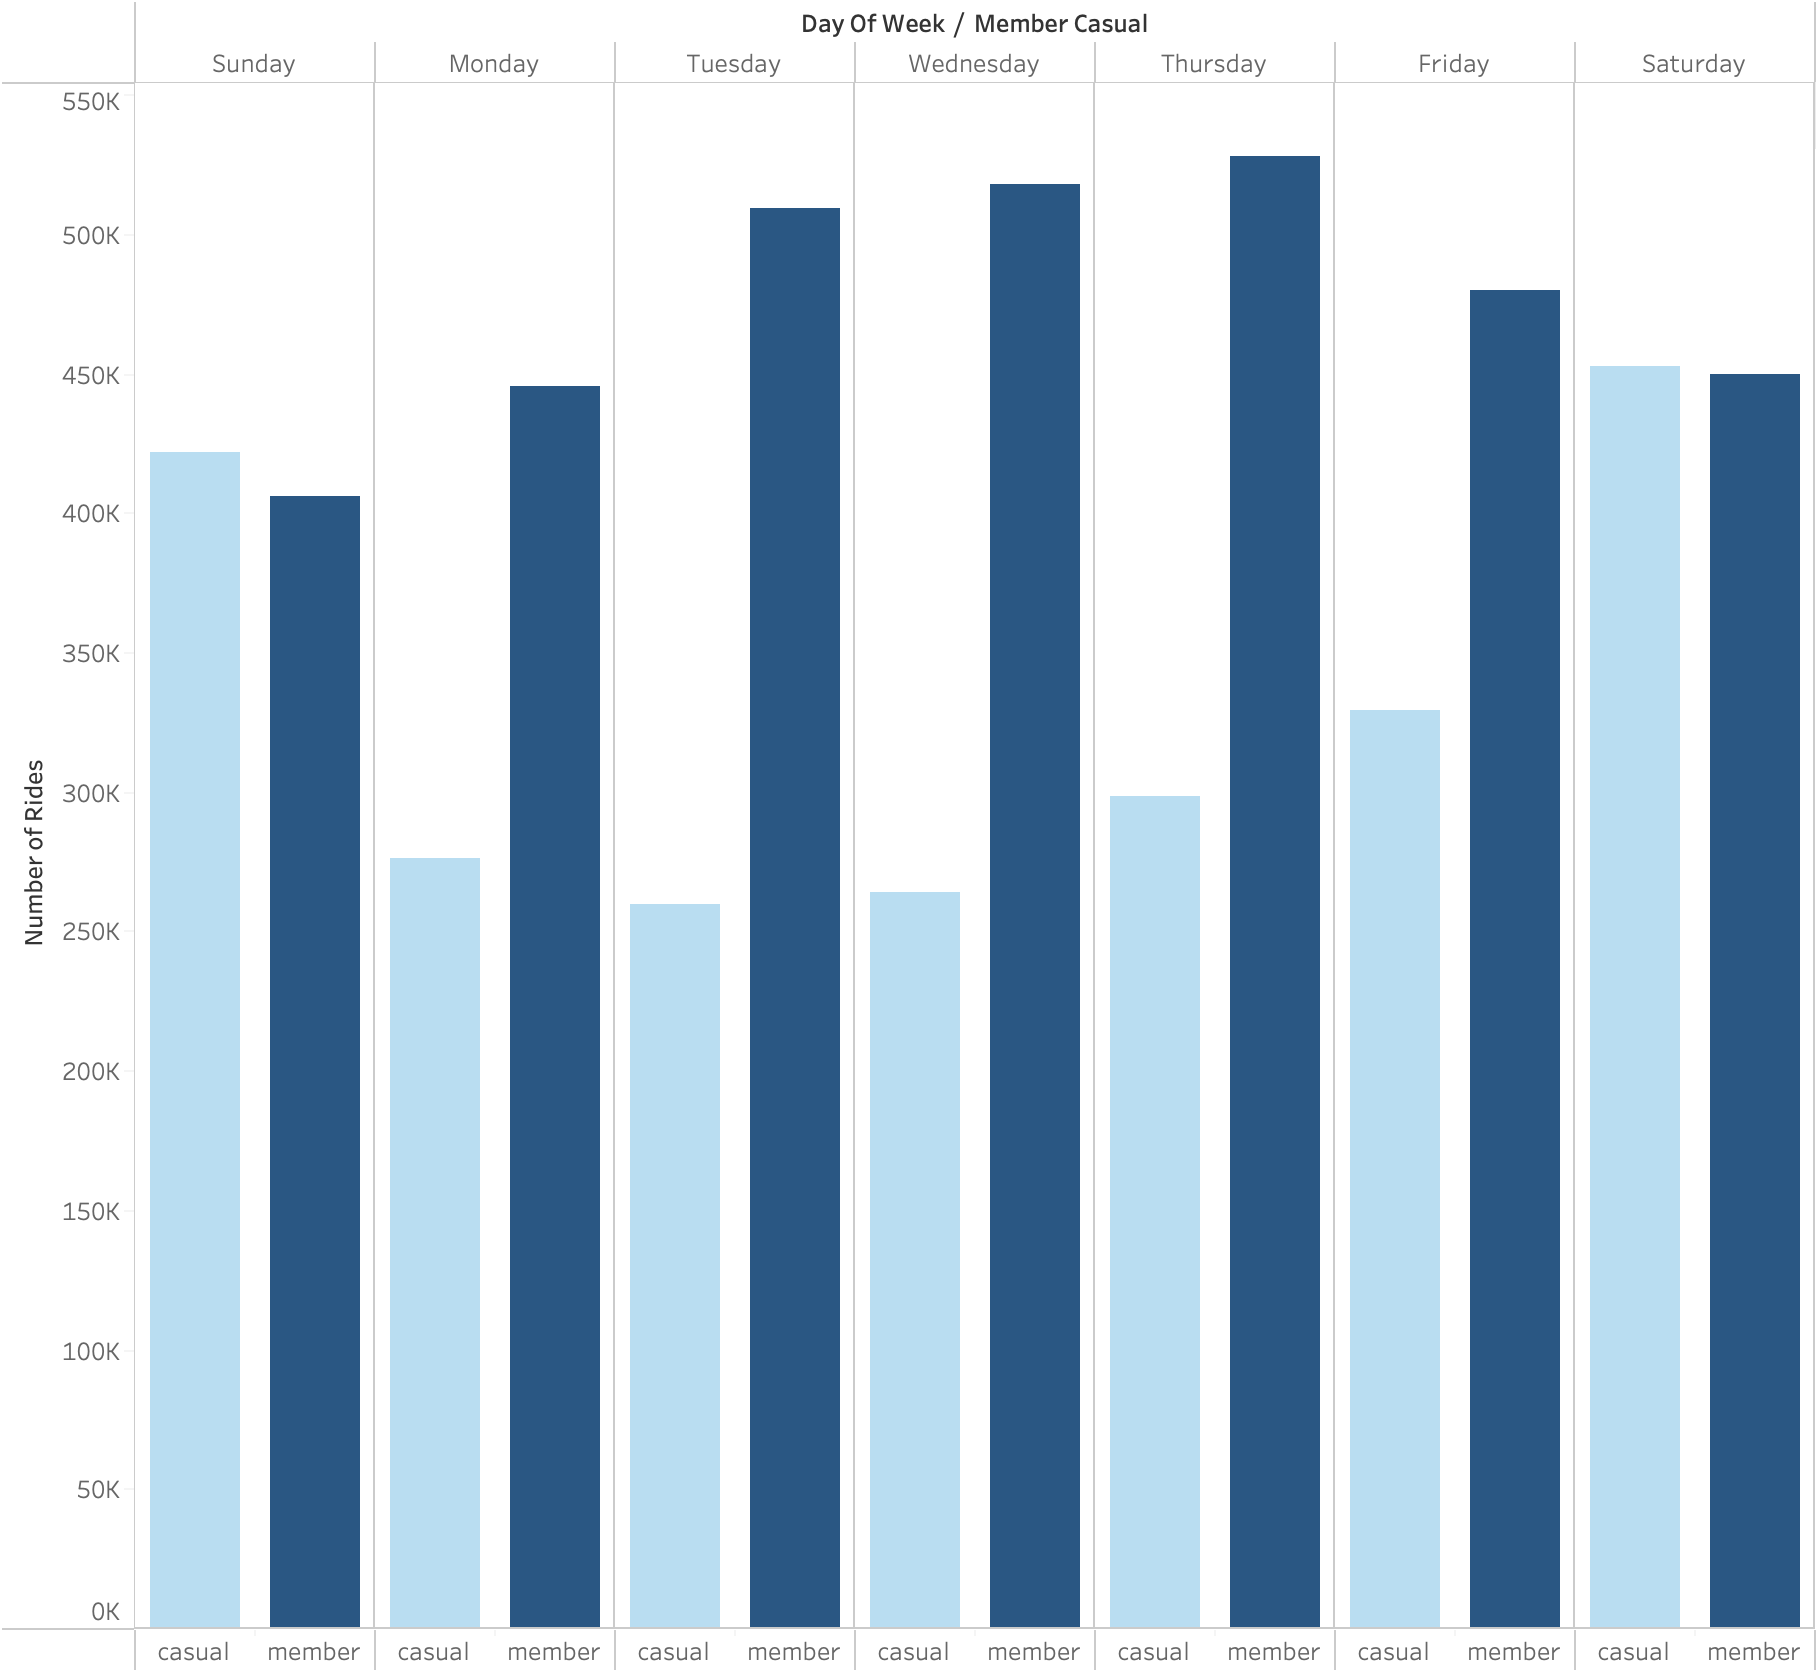 Day Of Week / Member Casual
Sunday Monday Tuesday Wednesday Thursday Friday Saturday
550K
500K
450K
400K
350K
300K
250K
200K
150K
100K
50K
0K
Number of Rides
casual member casual member casual member casual member casual member casual member casual member